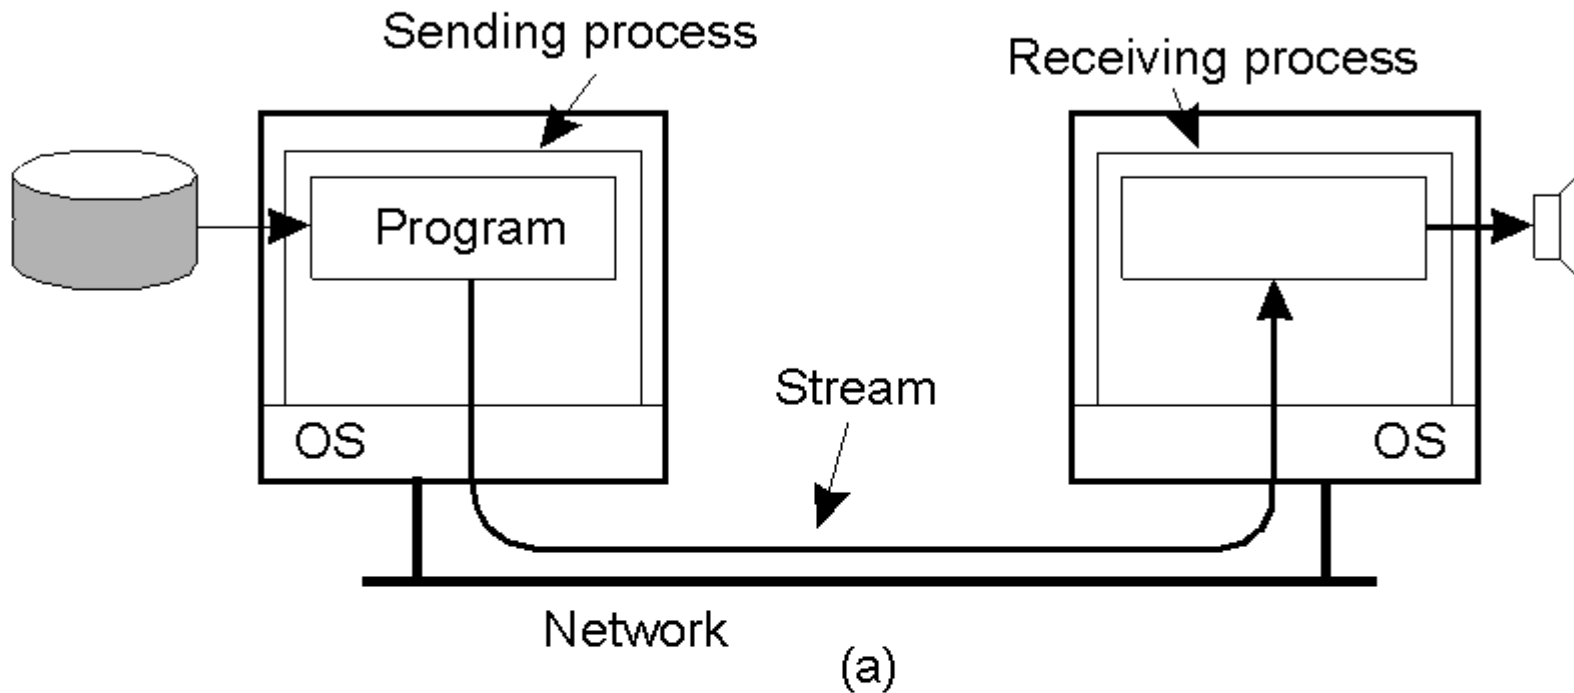 Sending process
Receiving process
Program
Stream
OS
OS
Network
(a)